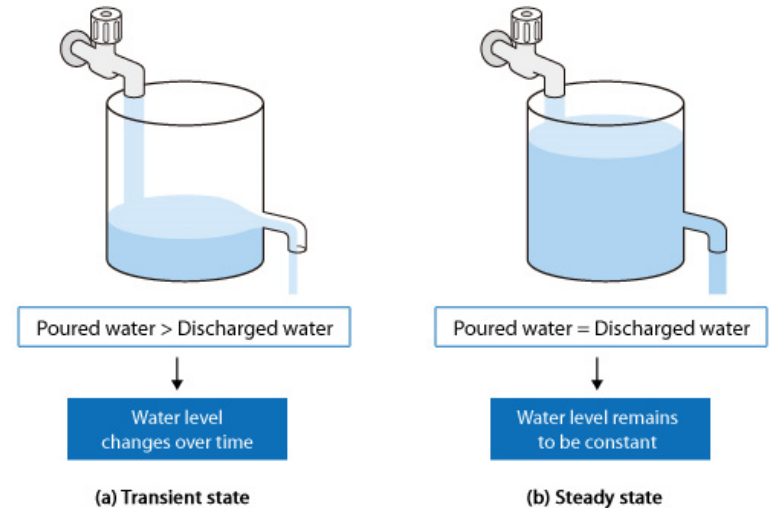 Poured water > Discharged water
Water level
changes over time
(a) Transient state
Poured water = Discharged water
Water level remains
to be constant
(b) Steady state